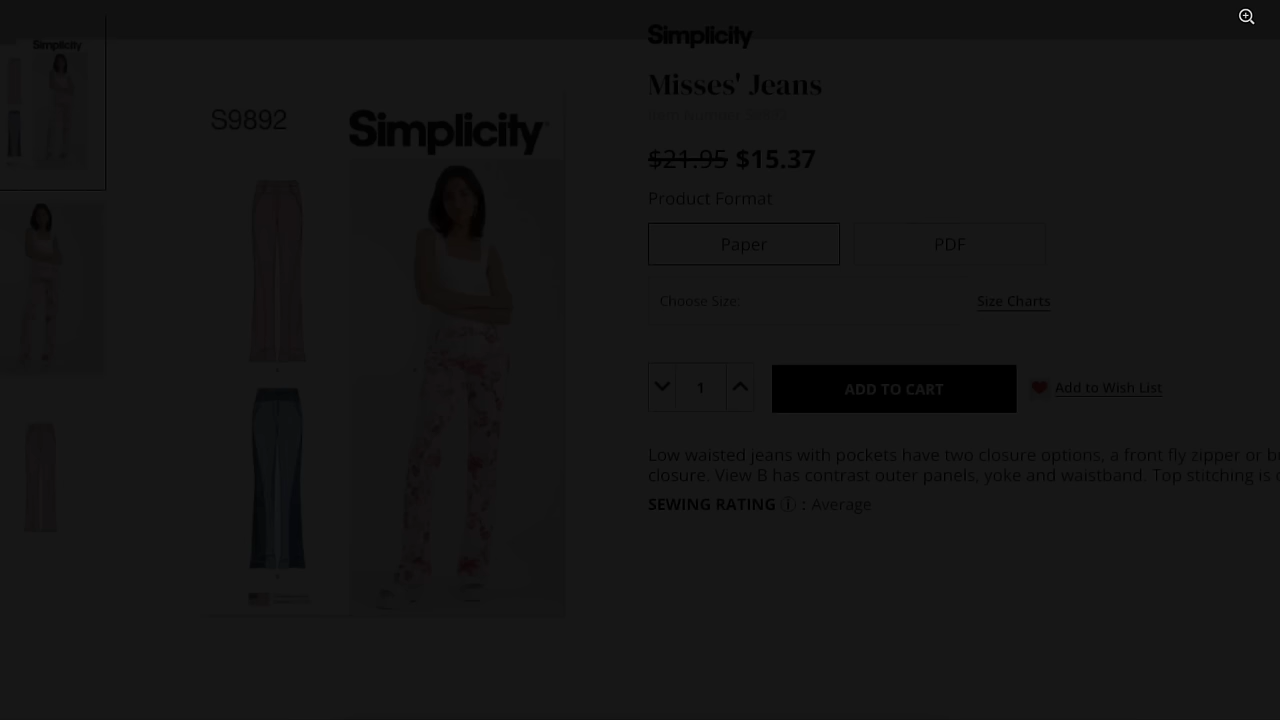 Simplicity
Simplicity
Misses' Jeans
S9892
Simplicity
$21.95 $15.37
Product Format
Paper
PDF
Choose Size
Size Charts
1
ADD TO CART
Add to Wish List
Low waisted jeans with pockets have two closure options, a front fly zipper or
closure. View B has contrast outer panels, yoke and waistband. Top stitching is
SEWING RATING ⓘ : Average